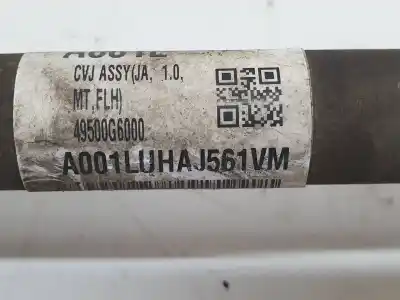 CVJ ASSY(JA, 1.0,
MT,FLH)
49500G6000
A001LUHAJ561VM